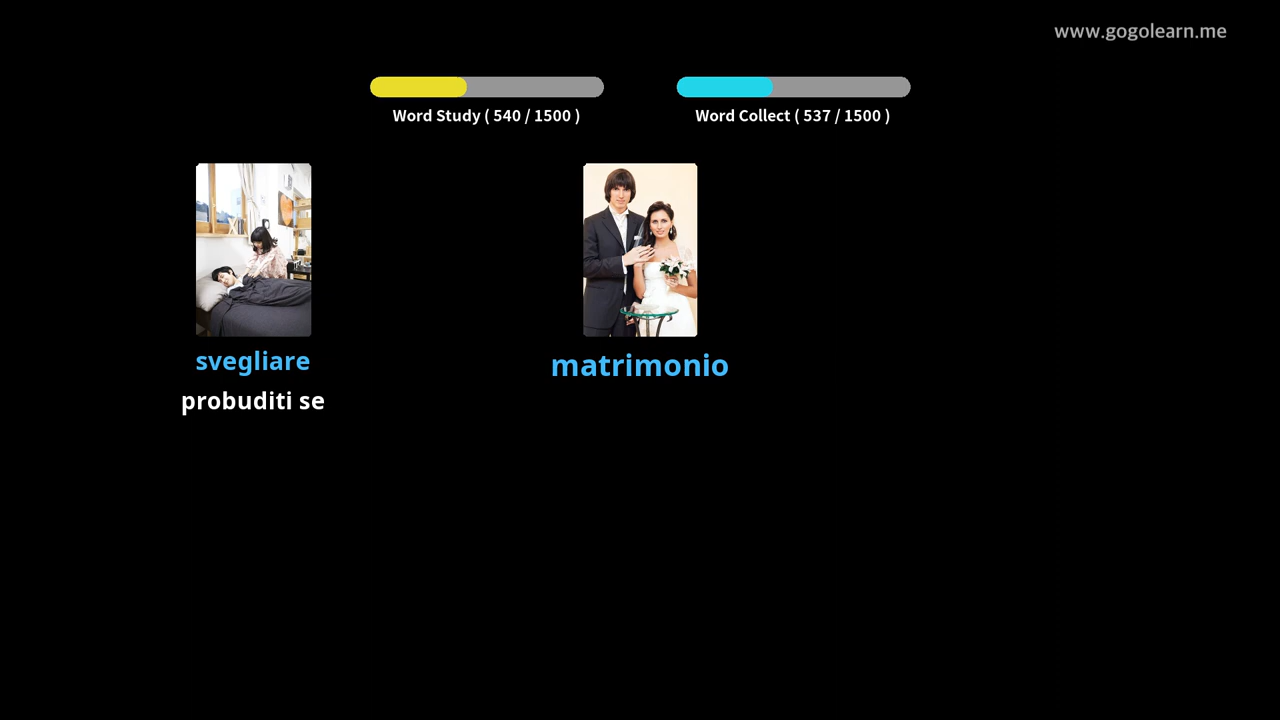 www.gogolearn.me
Word Study ( 540 / 1500 )
Word Collect ( 537 / 1500 )
svegliare
probuditi se
matrimonio